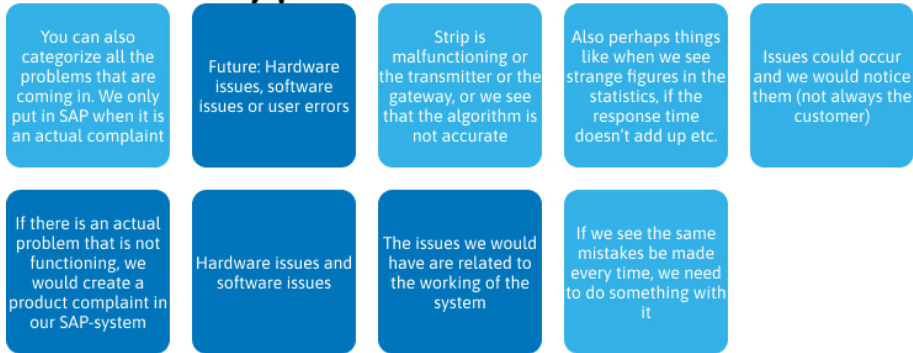 You can also
categorize all the
problems that are
coming in. We only
put in SAP when it is
an actual complaint
Future: Hardware
issues, software
issues or user errors
Strip is
malfunctioning or
the transmitter or the
gateway, or we see
that the algorithm is
not accurate
Also perhaps things
like when we see
strange figures in the
statistics, if the
response time
doesn't add up etc.
Issues could occur
and we would notice
them (not always the
customer)
If there is an actual
problem that is not
functioning, we
would create a
product complaint in
our SAP-system
Hardware issues and
software issues
The issues we would
have are related to
the working of the
system
If we see the same
mistakes be made
every time, we need
to do something with
it